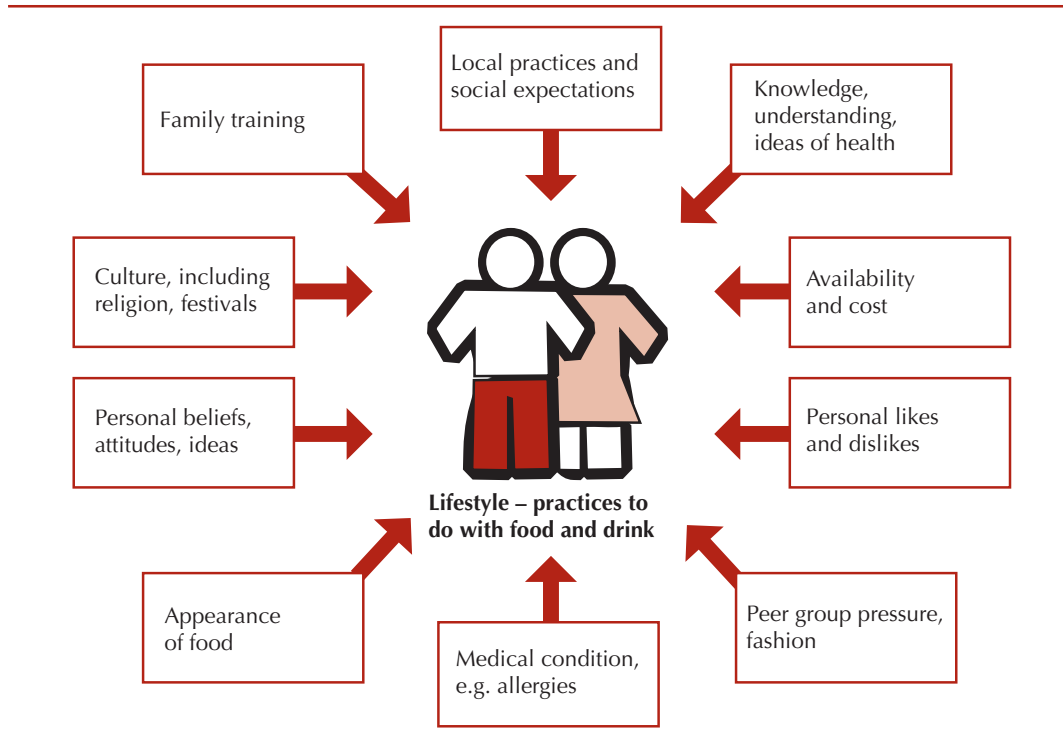 Local practices and
social expectations
Family training
Knowledge,
understanding,
ideas of health
Culture, including
religion, festivals
Availability
and cost
Personal beliefs,
attitudes, ideas
Personal likes
and dislikes
Lifestyle – practices to
do with food and drink
Appearance
of food
Medical condition,
e.g. allergies
Peer group pressure,
fashion